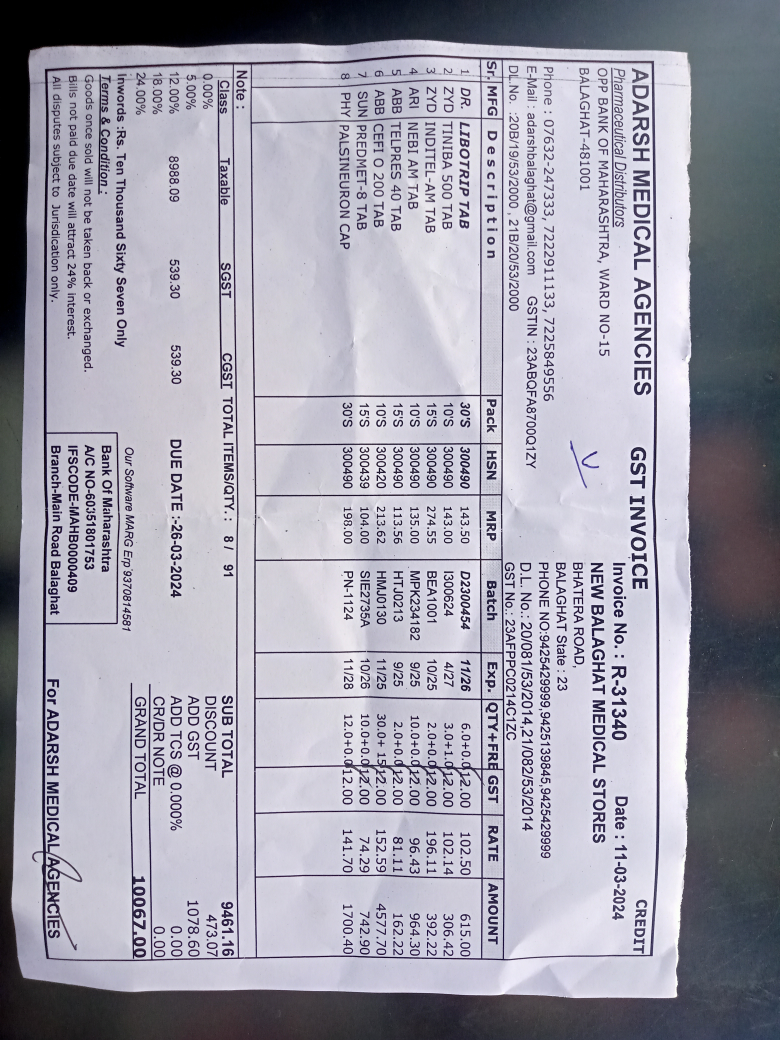 ADARSH MEDICAL AGENCIES
Pharmaceutical Distributors
OPP BANK OF MAHARASHTRA, WARD NO-15
BALAGHAT-481001
Phone : 07632-247333, 7222911133, 7225849556
E-Mail : adarshbalaghat@gmail.com GSTIN : 23ABQFA8700Q1ZY
DL.No. :20B/19/53/2000 , 21B/20/53/2000
GST INVOICE
CREDIT
Invoice No. : R-31340 Date : 11-03-2024
NEW BALAGHAT MEDICAL STORES
BHATERA ROAD,
BALAGHAT State : 23
PHONE NO:9425429999,9425139845,9425429999
D.L. No.: 20/081/53/2014,21/082/53/2014
GST No.: 23AFPPC0214C1ZC
Sr. MFG Description Pack HSN MRP Batch Exp. QTY+FRE GST RATE AMOUNT
1 DR. LIBOTRIP TAB 30'S 300490 143.50 D2300454 11/26 6.0+0.0 12.00 102.50 615.00
2 ZYD TINIBA 500 TAB 10'S 300490 143.00 I300624 4/27 3.0+1.0 12.00 102.14 306.42
3 ZYD INDITEL-AM TAB 15'S 300490 274.55 BEA1001 10/25 2.0+0.0 12.00 196.11 392.22
4 ARI NEBI AM TAB 10'S 300490 135.00 MPK234182 9/25 10.0+0.0 12.00 96.43 964.30
5 ABB TELPRES 40 TAB 15'S 300490 113.56 HTJ0213 9/25 2.0+0.0 12.00 81.11 162.22
6 ABB CEFI O 200 TAB 10'S 300420 213.62 HMJ0130 11/25 30.0+ 15 12.00 152.59 4577.70
7 SUN PREDMET-8 TAB 15'S 300439 104.00 SIE2735A 10/26 10.0+0.0 12.00 74.29 742.90
8 PHY PALSINEURON CAP 30'S 300490 198.00 PN-1124 11/28 12.0+0.0 12.00 141.70 1700.40
Note :
Class Taxable SGST CGST TOTAL ITEMS/QTY.: 8 / 91
0.00%
5.00%
12.00% 8988.09 539.30 539.30 DUE DATE :-26-03-2024
18.00%
24.00%
SUB TOTAL 9461.16
DISCOUNT 473.07
ADD GST 1078.60
ADD TCS @ 0.000% 0.00
CR/DR NOTE 0.00
GRAND TOTAL 10067.00
Our Software MARG Erp 9370814581
Inwords :Rs. Ten Thousand Sixty Seven Only
Terms & Condition :
Goods once sold will not be taken back or exchanged.
Bills not paid due date will attract 24% interest.
All disputes subject to Jurisdication only.
Bank Of Maharashtra
A/C NO-60351801753
IFSCODE-MAHB0000409
Branch-Main Road Balaghat
For ADARSH MEDICAL AGENCIES